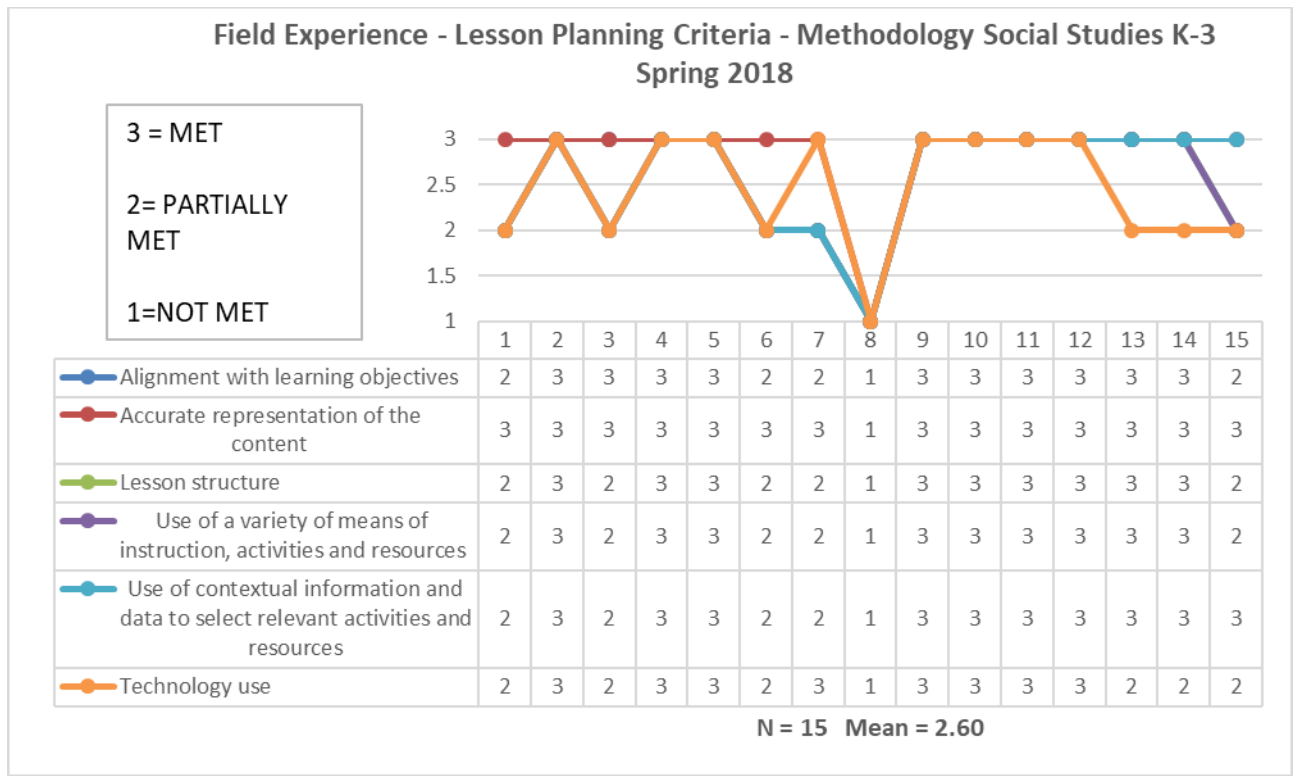 Field Experience - Lesson Planning Criteria - Methodology Social Studies K-3
Spring 2018
3 = MET
2= PARTIALLY
MET
1=NOT MET
3
2.5
2
1.5
1
1 2 3 4 5 6 7 8 9 10 11 12 13 14 15
Alignment with learning objectives 2 3 3 3 3 2 2 1 3 3 3 3 3 3 2
Accurate representation of the
content 3 3 3 3 3 3 3 1 3 3 3 3 3 3 3
Lesson structure 2 3 2 3 3 2 2 1 3 3 3 3 3 3 2
Use of a variety of means of
instruction, activities and resources 2 3 2 3 3 2 2 1 3 3 3 3 3 3 2
Use of contextual information and
data to select relevant activities and 2 3 2 3 3 2 2 1 3 3 3 3 3 3 3
resources
Technology use 2 3 2 3 3 2 3 1 3 3 3 3 2 2 2
N = 15 Mean = 2.60